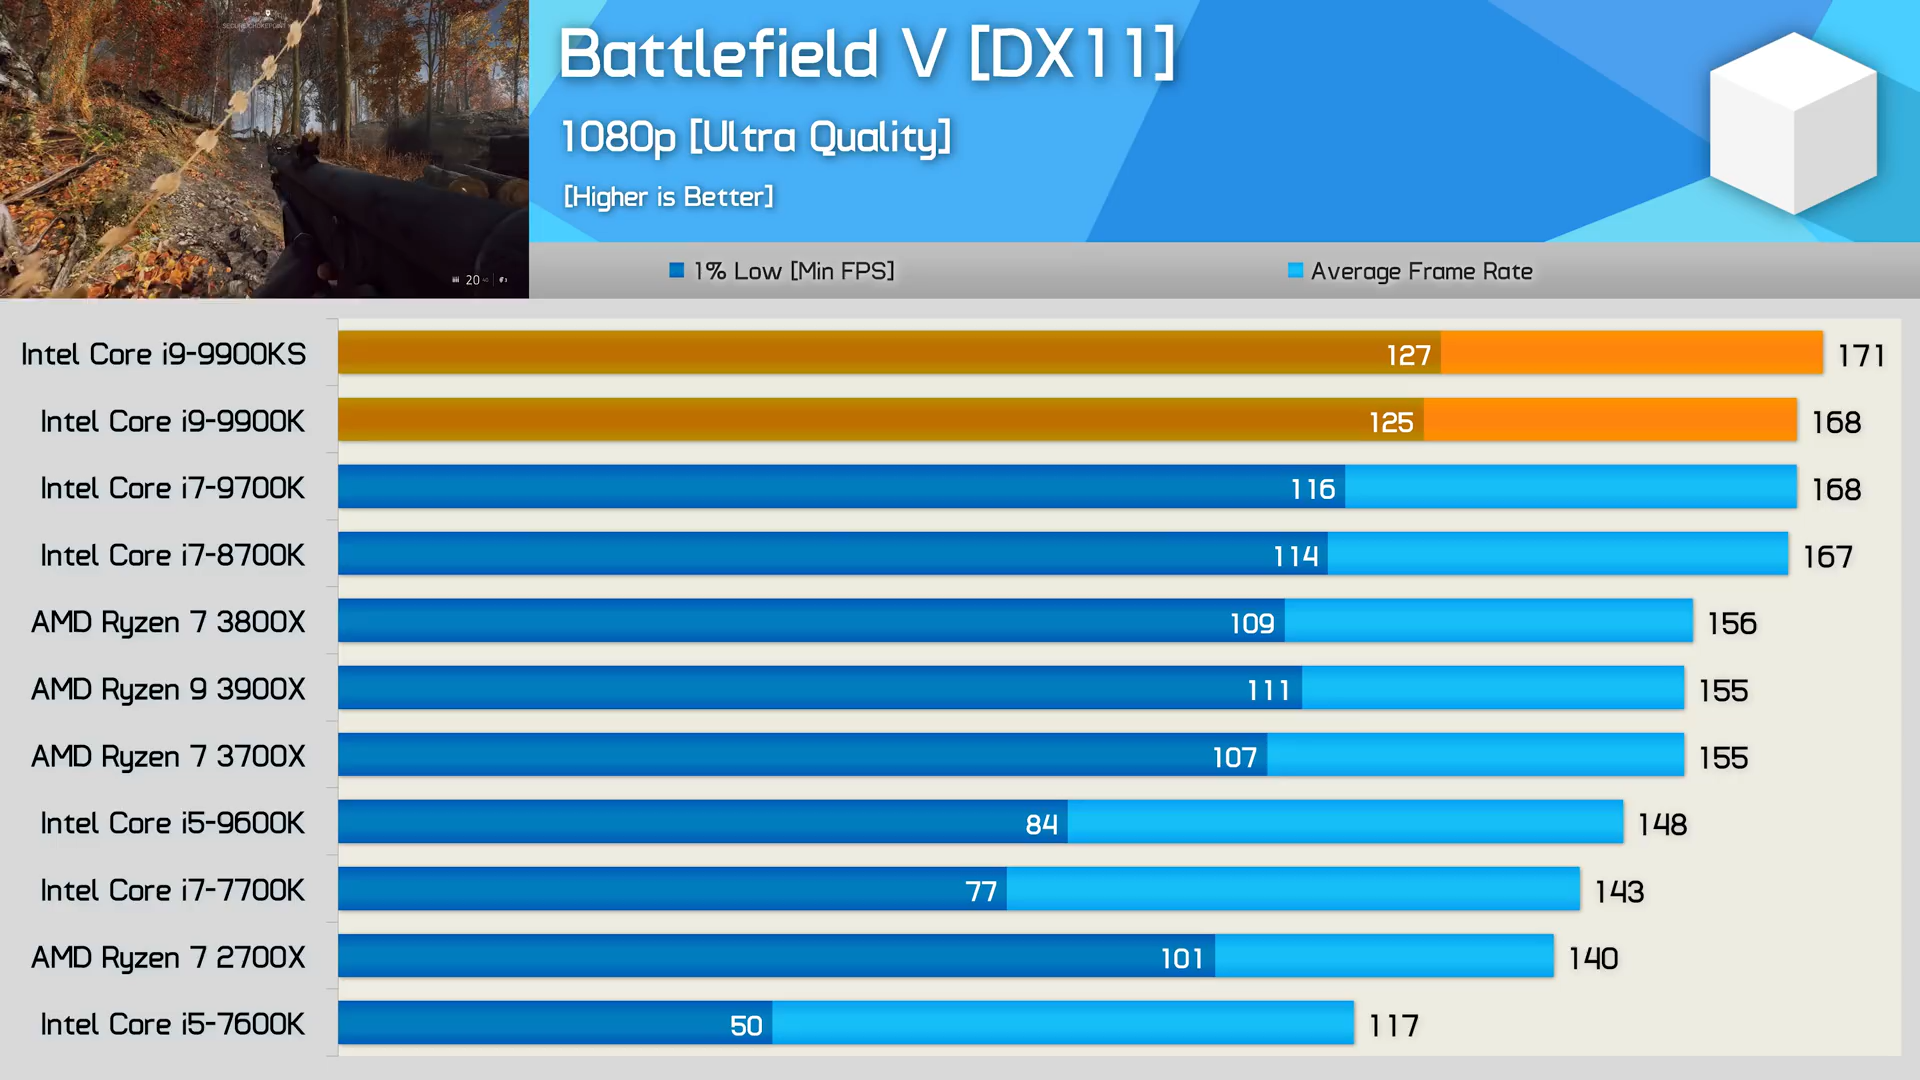 Battlefield V [DX11]
1080p [Ultra Quality]
[Higher is Better]
20
1% Low [Min FPS]
Average Frame Rate
Intel Core i9-9900KS 127 171
Intel Core i9-9900K 125 168
Intel Core i7-9700K 116 168
Intel Core i7-8700K 114 167
AMD Ryzen 7 3800X 109 156
AMD Ryzen 9 3900X 111 155
AMD Ryzen 7 3700X 107 155
Intel Core i5-9600K 84 148
Intel Core i7-7700K 77 143
AMD Ryzen 7 2700X 101 140
Intel Core i5-7600K 50 117